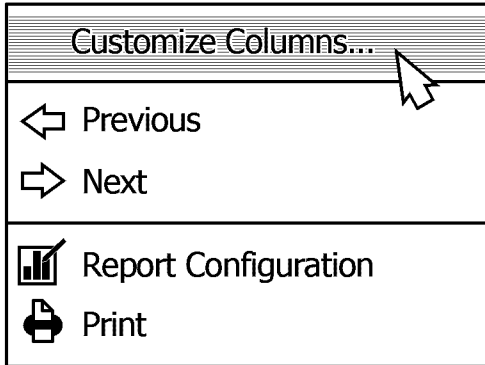 Customize Columns...
Previous
Next
Report Configuration
Print